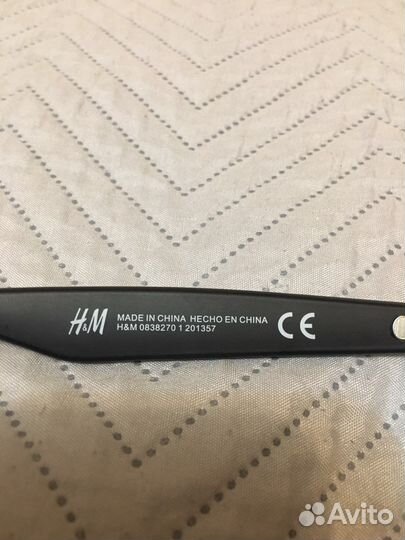 H&M
MADE IN CHINA HECHO EN CHINA
H&M 0838270 1 201357
CE
Avito